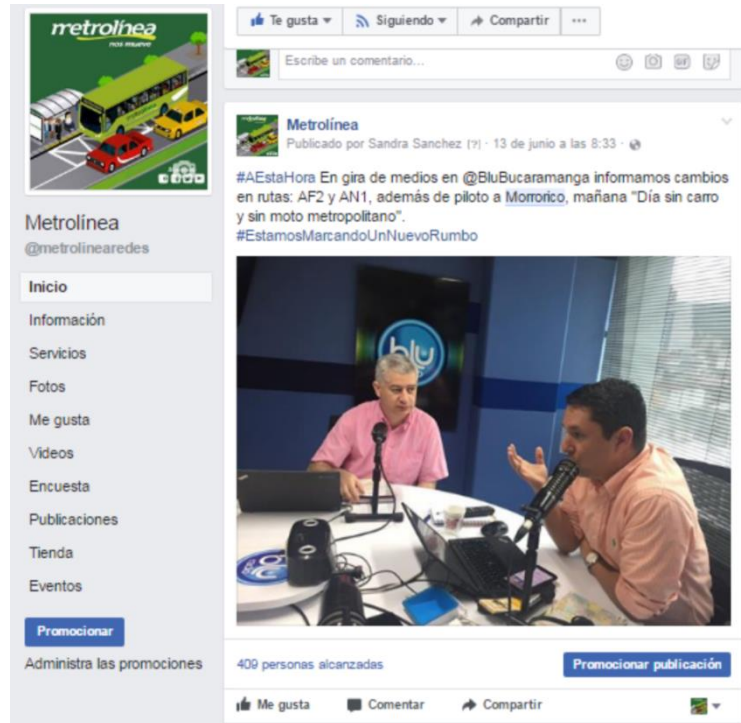 metrolínea
nos mueve
Metrolínea
@metrolinearedes
Inicio
Información
Servicios
Fotos
Me gusta
Videos
Encuesta
Publicaciones
Tienda
Eventos
Promocionar
Administra las promociones
Te gusta
Siguiendo
Compartir
Escribe un comentario...
GIF
Metrolínea
Publicado por Sandra Sanchez [?] · 13 de junio a las 8:33 ·
#AEstaHora En gira de medios en @BluBucaramanga informamos cambios
en rutas: AF2 y AN1, además de piloto a Morrorico, mañana "Día sin carro
y sin moto metropolitano".
#EstamosMarcandoUnNuevoRumbo
blu
blu
409 personas alcanzadas
Promocionar publicación
Me gusta
Comentar
Compartir